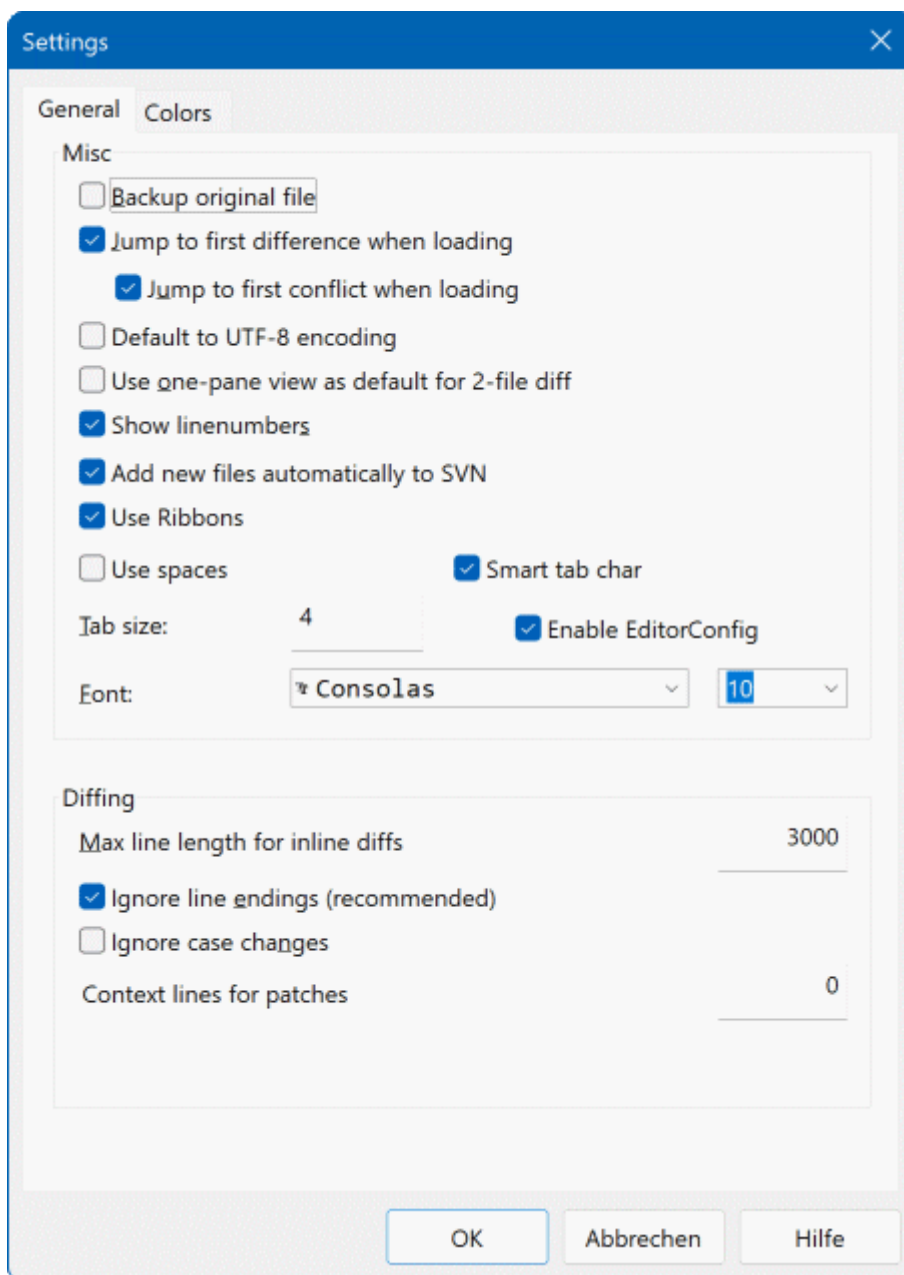 Settings
General Colors
Misc
Backup original file
Jump to first difference when loading
Jump to first conflict when loading
Default to UTF-8 encoding
Use one-pane view as default for 2-file diff
Show linenumbers
Add new files automatically to SVN
Use Ribbons
Use spaces Smart tab char
Tab size: 4 Enable EditorConfig
Font: Consolas 10
Diffing
Max line length for inline diffs 3000
Ignore line endings (recommended)
Ignore case changes
Context lines for patches 0
OK Abbrechen Hilfe